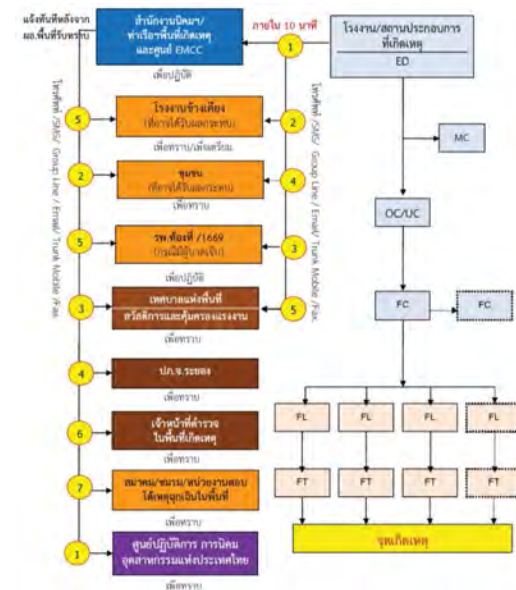 แจ้งทันทีหลังจาก
ผอ.พื้นที่รับทราบ
สำนักงานนิคมฯ/
ท่าเรือฯพื้นที่เกิดเหตุ
และศูนย์ EMCC
เพื่อปฏิบัติ
ภายใน 10 นาที
1
โรงงาน/สถานประกอบการ
ที่เกิดเหตุ
ED
โทรศัพท์ /SMS/ Group Line / Email/ Trunk Mobile /Fax
โทรศัพท์ /SMS/ Group Line / Email/ Trunk Mobile /Fax
5
โรงงานข้างเคียง
(ที่อาจได้รับผลกระทบ)
เพื่อทราบ/เพื่อเตรียม
2
MC
2
ชุมชน
(ที่อาจได้รับผลกระทบ)
เพื่อทราบ
4
OC/UC
5
รพ.ท้องที่ /1669
(กรณีมีผู้บาดเจ็บ)
เพื่อปฏิบัติ
3
3
เทศบาลแห่งพื้นที่
สวัสดิการและคุ้มครองแรงงาน
เพื่อทราบ
5
FC
FC
4
ปภ.จ.ระยอง
เพื่อทราบ
6
เจ้าหน้าที่ตำรวจ
ในพื้นที่เกิดเหตุ
เพื่อทราบ
FL
FL
FL
FL
7
สมาคม/ชมรม/หน่วยงานตอบ
โต้เหตุฉุกเฉินในพื้นที่
เพื่อทราบ
FT
FT
FT
FT
1
ศูนย์ปฏิบัติการ การนิคม
อุตสาหกรรมแห่งประเทศไทย
เพื่อทราบ
จุดเกิดเหตุ